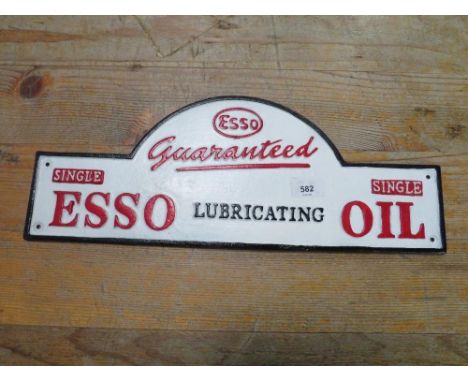 Esso
Guaranteed
582
SINGLE SINGLE
ESSO LUBRICATING OIL